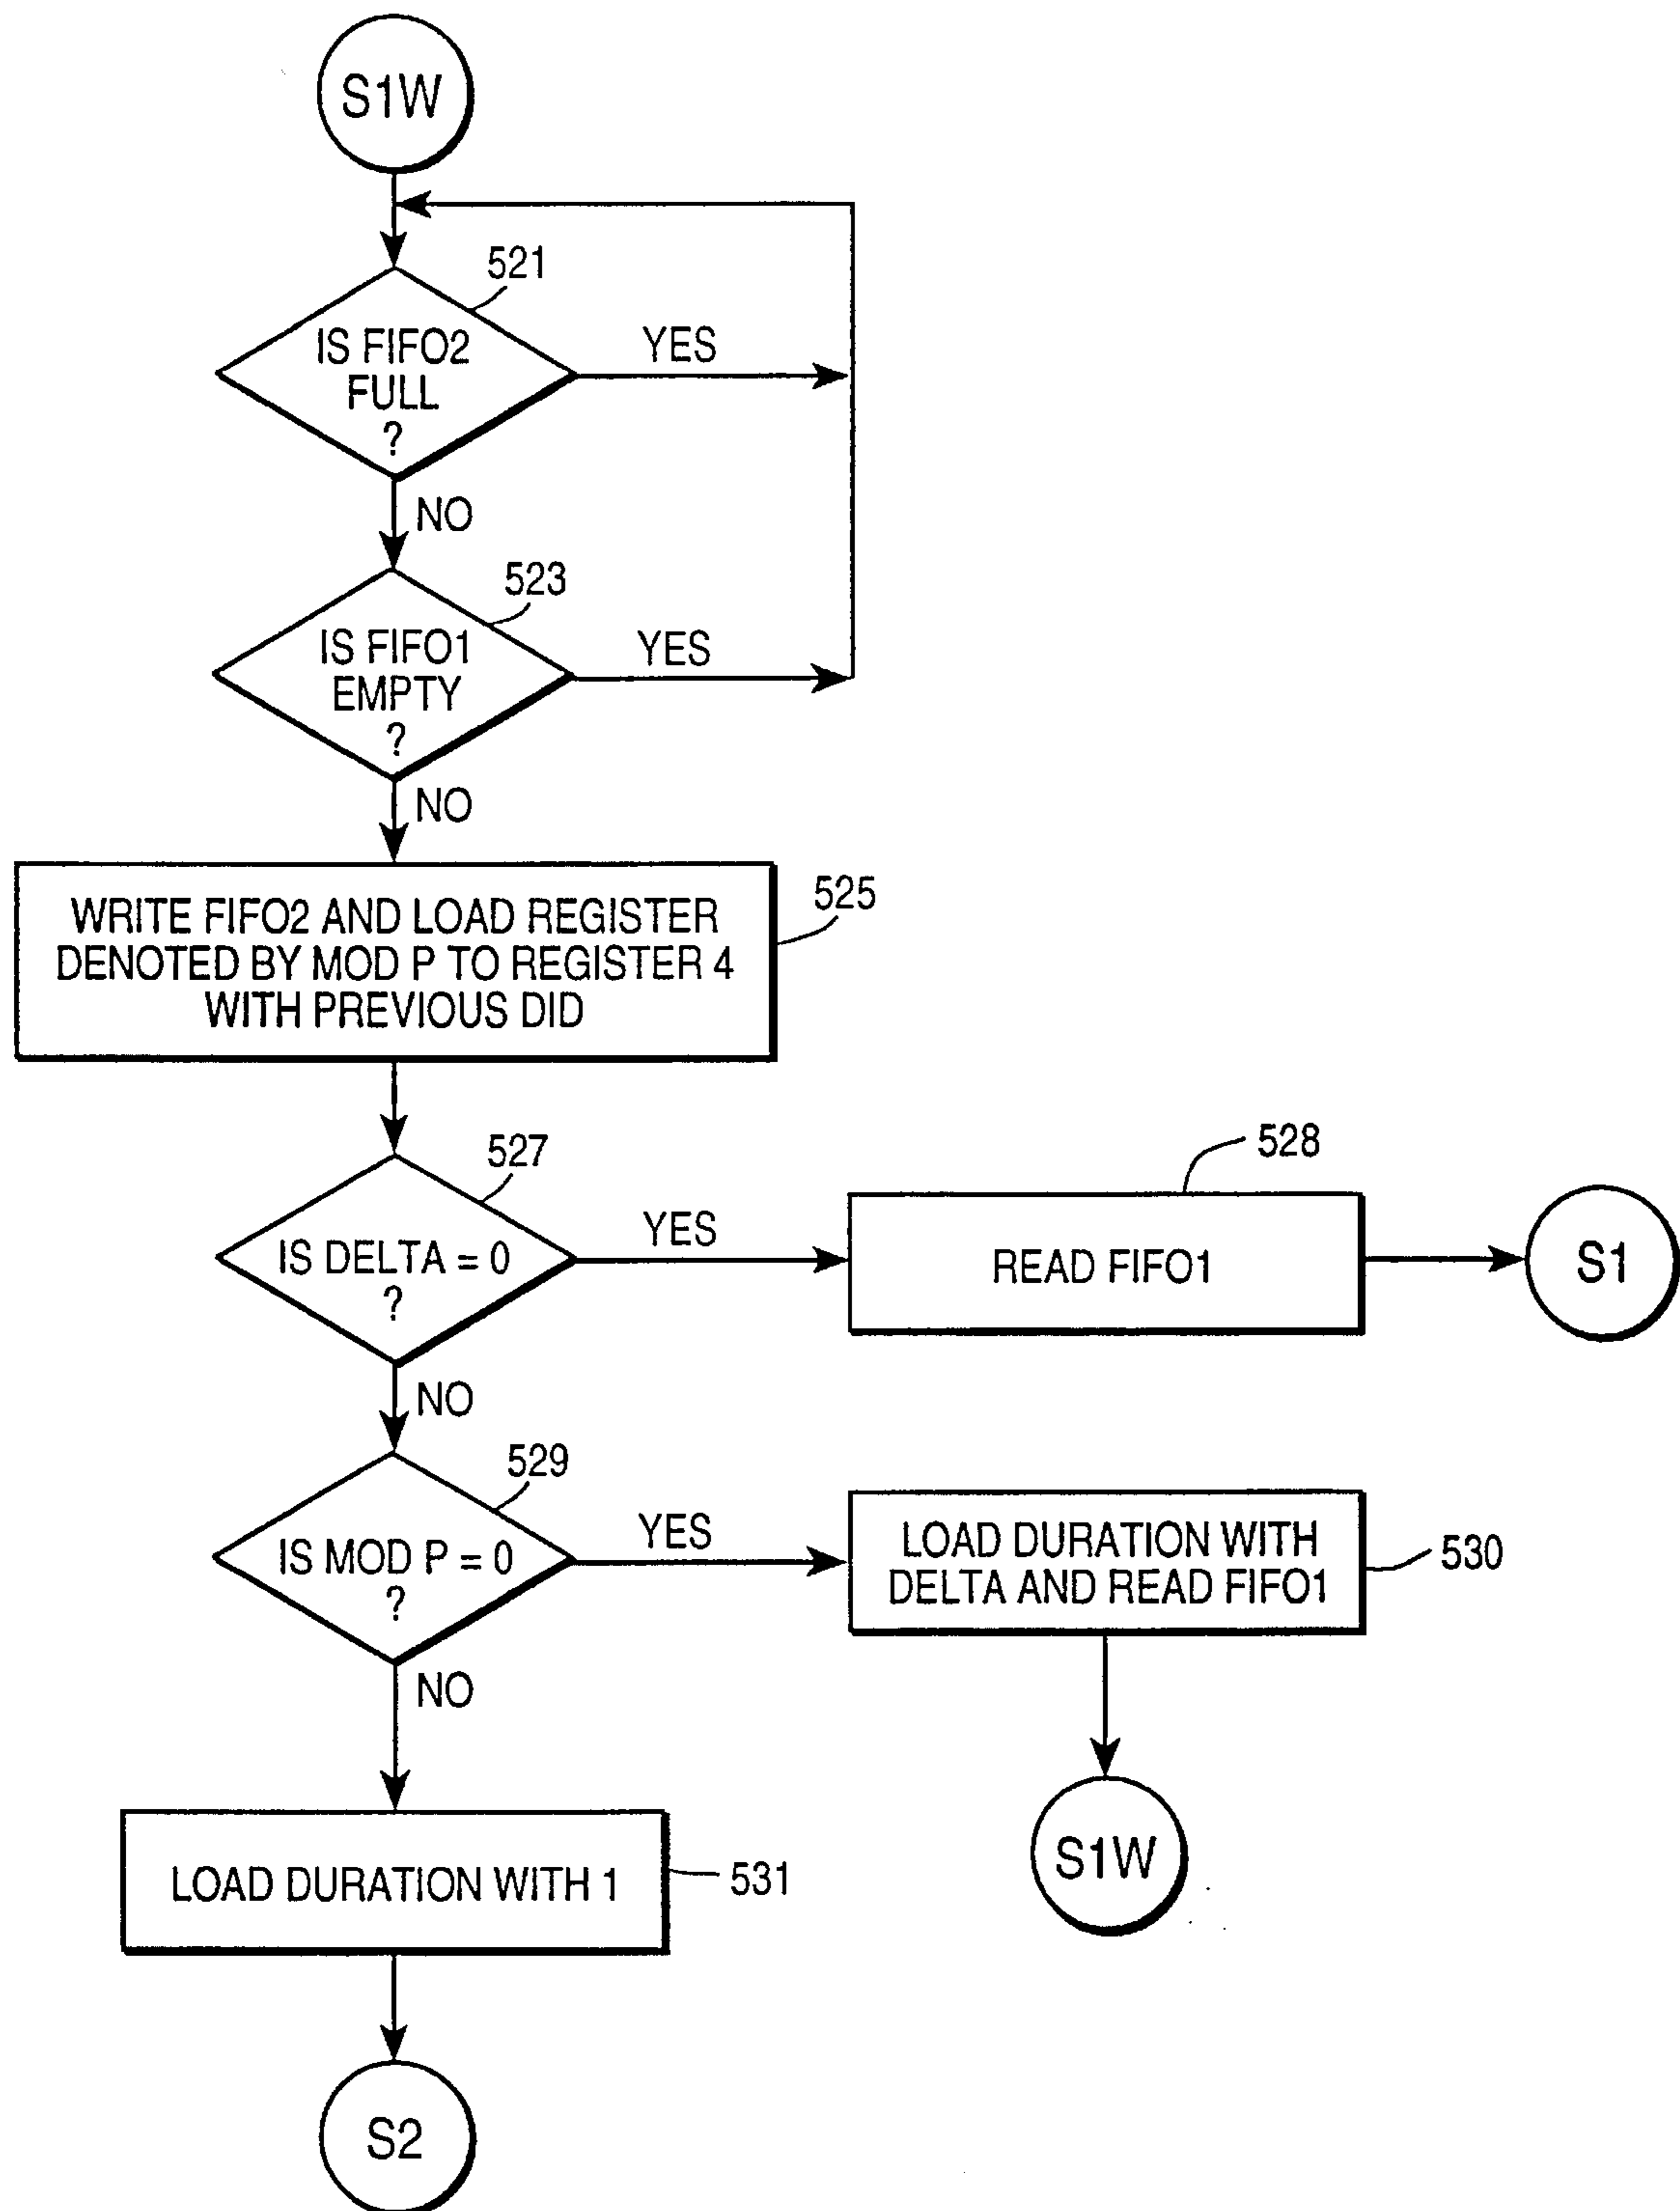 S1W
521
IS FIFO2
FULL
?
YES
NO
523
IS FIFO1
EMPTY
?
YES
NO
525
WRITE FIFO2 AND LOAD REGISTER
DENOTED BY MOD P TO REGISTER 4
WITH PREVIOUS DID
527
IS DELTA = 0
?
YES
528
READ FIFO1
S1
NO
529
IS MOD P = 0
?
YES
LOAD DURATION WITH
DELTA AND READ FIFO1
530
NO
S1W
LOAD DURATION WITH 1
531
S2